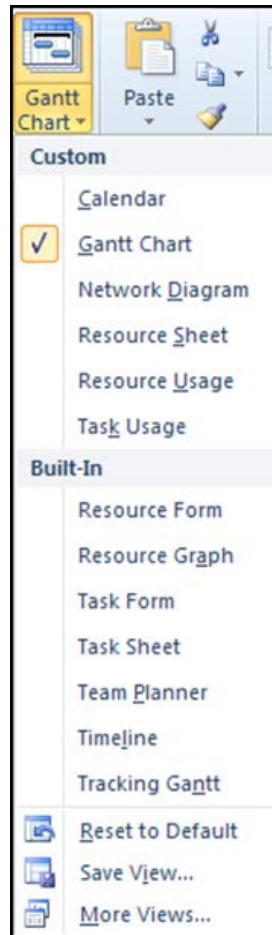 Gantt
Chart
Paste
Custom
Calendar
Gantt Chart
Network Diagram
Resource Sheet
Resource Usage
Task Usage
Built-In
Resource Form
Resource Graph
Task Form
Task Sheet
Team Planner
Timeline
Tracking Gantt
Reset to Default
Save View...
More Views...